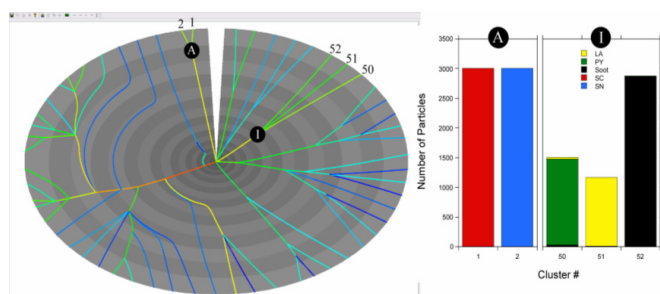 2 1
A
52
51
50
I
A
I
3500
3000
2500
2000
1500
1000
500
0
Number of Particles
LA
PY
Soot
SC
SN
1 2 50 51 52
Cluster #